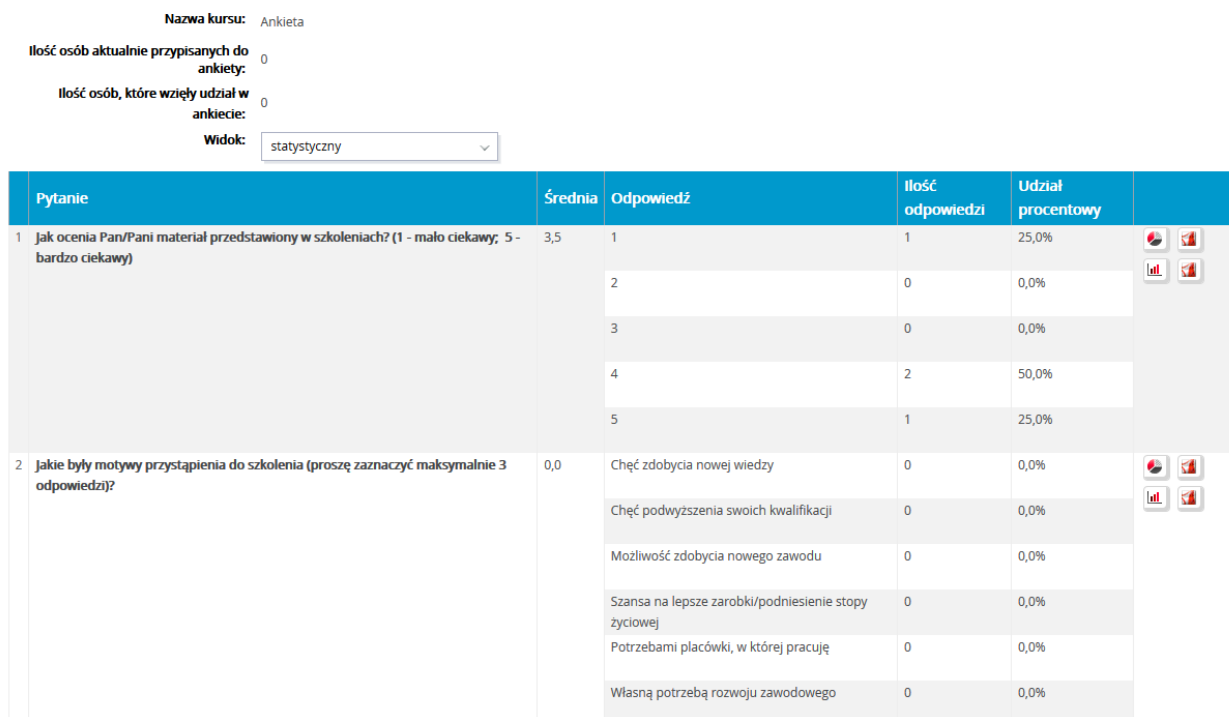 Nazwa kursu: Ankieta
Ilość osób aktualnie przypisanych do
ankiety: 0
Ilość osób, które wzięły udział w
ankiecie: 0
Widok: statystyczny
Pytanie Średnia Odpowiedź Ilość odpowiedzi Udział procentowy
1 Jak ocenia Pan/Pani materiał przedstawiony w szkoleniach? (1 - mało ciekawy; 5 - 3,5 1 1 25,0%
bardzo ciekawy)
2 0 0,0%
3 0 0,0%
4 2 50,0%
5 1 25,0%
2 Jakie były motywy przystąpienia do szkolenia (proszę zaznaczyć maksymalnie 3 0,0 Chęć zdobycia nowej wiedzy 0 0,0%
odpowiedzi)?
Chęć podwyższenia swoich kwalifikacji 0 0,0%
Możliwość zdobycia nowego zawodu 0 0,0%
Szansa na lepsze zarobki/podniesienie stopy 0 0,0%
życiowej
Potrzebami placówki, w której pracuję 0 0,0%
Własną potrzebą rozwoju zawodowego 0 0,0%